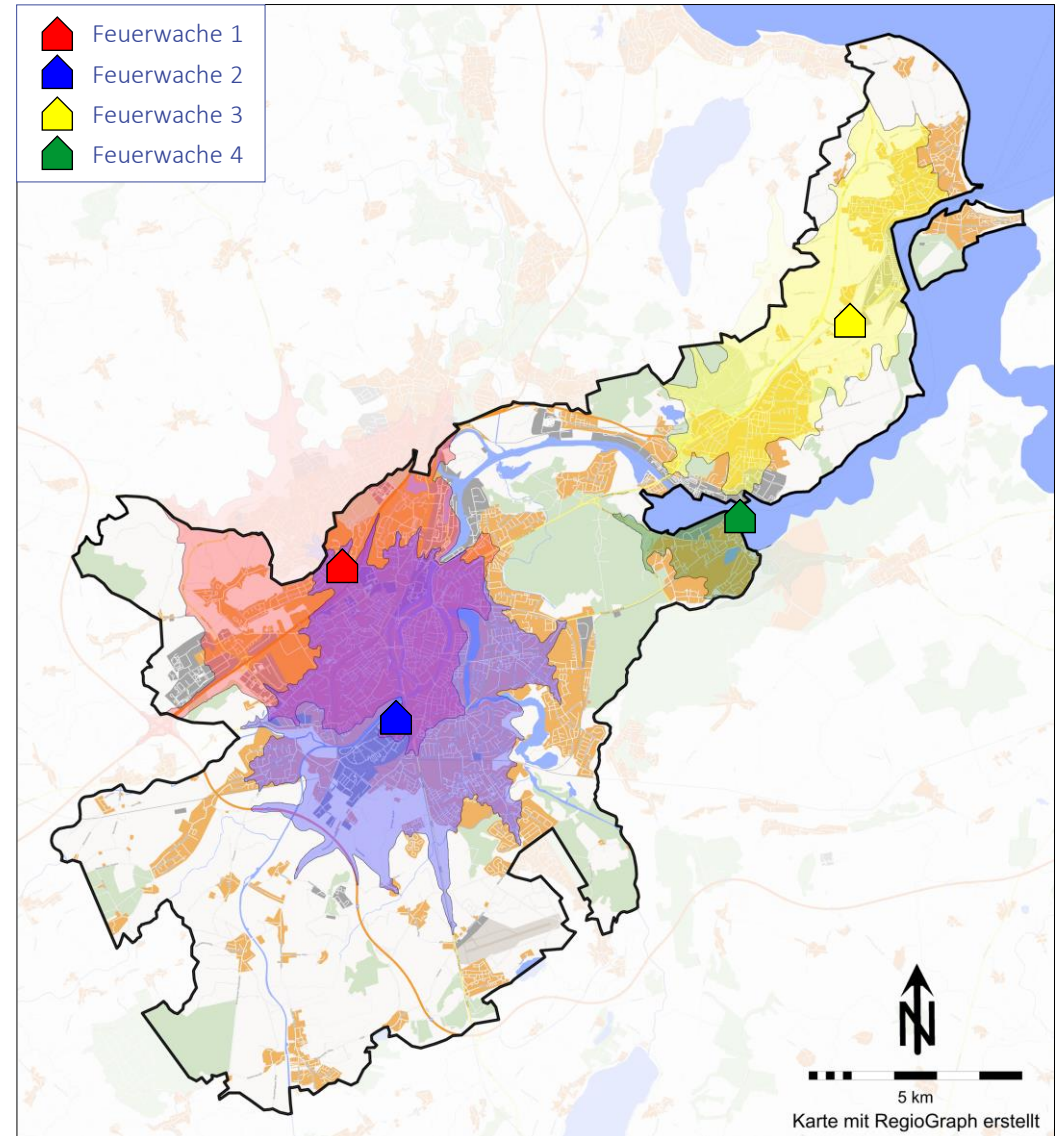 Feuerwache 1
Feuerwache 2
Feuerwache 3
Feuerwache 4
N
5 km
Karte mit RegioGraph erstellt